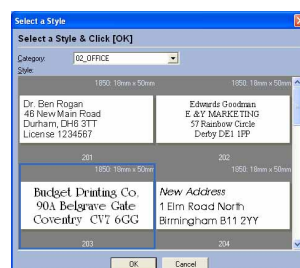 Select a Style
Select a Style & Click [OK]
Category:
02_OFFICE
Style:
1850: 18mm x 50mm
1850: 18mm x 50mm
Dr. Ben Rogan
46 New Main Road
Durham, DH6 3TT
License 1234567
Edwards Goodman
E &Y MARKETING
57 Rainbow Circle
Derby DE1 1PP
201
202
1850: 18mm x 50mm
1850: 18mm x 50mm
Budget Printing Co.
90A Belgrave Gate
Coventry CV7 6GG
New Address
1 Elm Road North
Birmingham B11 2YY
203
204
OK
Cancel